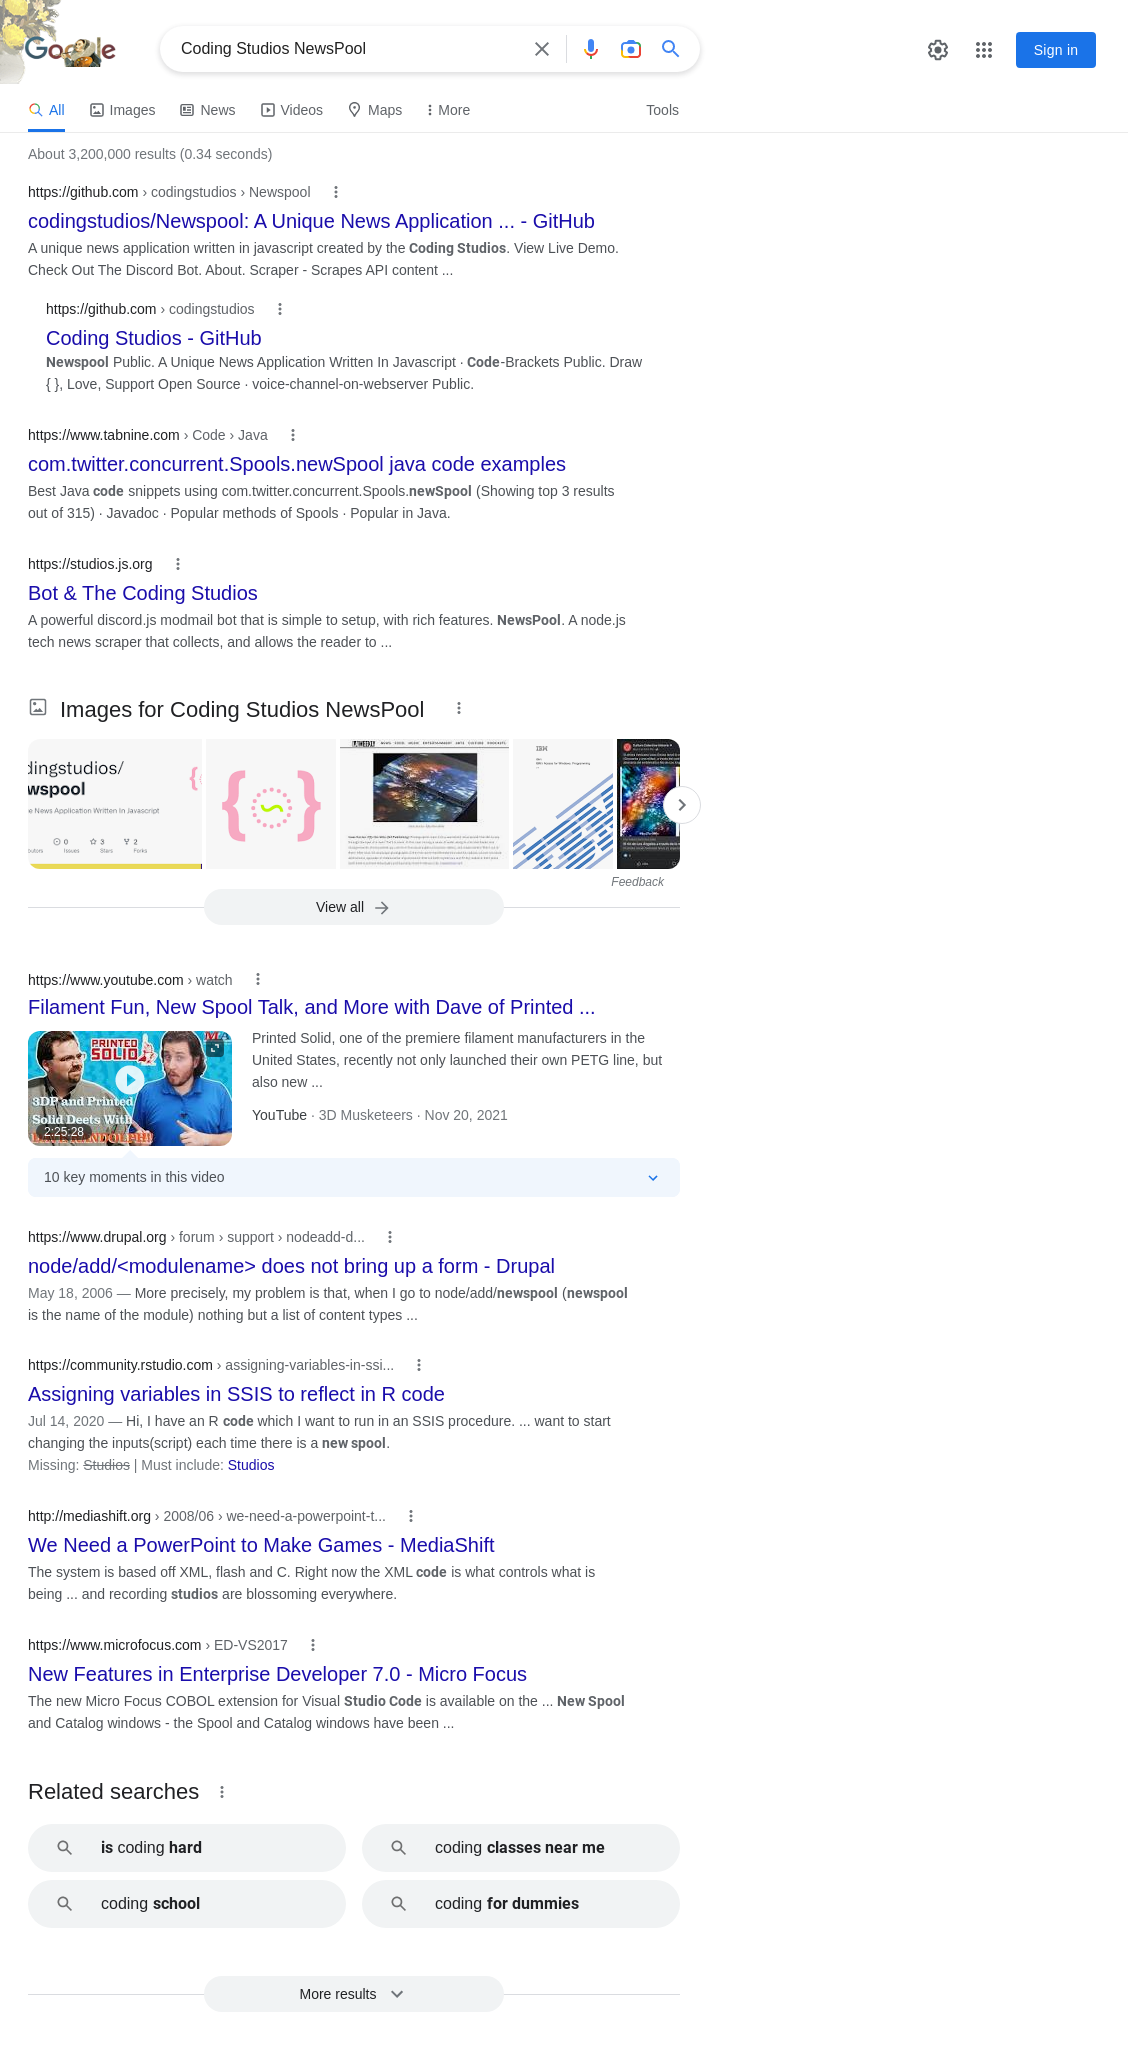 Google
Coding Studios NewsPool
Sign in
All
Images
News
Videos
Maps
More
Tools
About 3,200,000 results (0.34 seconds)
https://github.com › codingstudios › Newspool
codingstudios/Newspool: A Unique News Application ... - GitHub
A unique news application written in javascript created by the Coding Studios. View Live Demo.
Check Out The Discord Bot. About. Scraper - Scrapes API content ...
https://github.com › codingstudios
Coding Studios - GitHub
Newspool Public. A Unique News Application Written In Javascript · Code-Brackets Public. Draw
{ }, Love, Support Open Source · voice-channel-on-webserver Public.
https://www.tabnine.com › Code › Java
com.twitter.concurrent.Spools.newSpool java code examples
Best Java code snippets using com.twitter.concurrent.Spools.newSpool (Showing top 3 results
out of 315) · Javadoc · Popular methods of Spools · Popular in Java.
https://studios.js.org
Bot & The Coding Studios
A powerful discord.js modmail bot that is simple to setup, with rich features. NewsPool. A node.js
tech news scraper that collects, and allows the reader to ...
Images for Coding Studios NewsPool
dingstudios/
wspool
e News Application Written In Javascript
0
3
2
Issues
Stars
Forks
LA WEEKLY
IBM
Feedback
View all
https://www.youtube.com › watch
Filament Fun, New Spool Talk, and More with Dave of Printed ...
PRINTED
SOLID
3DP and Printed
Solid Deets With
2:25:28
Printed Solid, one of the premiere filament manufacturers in the
United States, recently not only launched their own PETG line, but
also new ...
YouTube · 3D Musketeers · Nov 20, 2021
10 key moments in this video
https://www.drupal.org › forum › support › nodeadd-d...
node/add/<modulename> does not bring up a form - Drupal
May 18, 2006 — More precisely, my problem is that, when I go to node/add/newspool (newspool
is the name of the module) nothing but a list of content types ...
https://community.rstudio.com › assigning-variables-in-ssi...
Assigning variables in SSIS to reflect in R code
Jul 14, 2020 — Hi, I have an R code which I want to run in an SSIS procedure. ... want to start
changing the inputs(script) each time there is a new spool.
Missing: Studios | Must include: Studios
http://mediashift.org › 2008/06 › we-need-a-powerpoint-t...
We Need a PowerPoint to Make Games - MediaShift
The system is based off XML, flash and C. Right now the XML code is what controls what is
being ... and recording studios are blossoming everywhere.
https://www.microfocus.com › ED-VS2017
New Features in Enterprise Developer 7.0 - Micro Focus
The new Micro Focus COBOL extension for Visual Studio Code is available on the ... New Spool
and Catalog windows - the Spool and Catalog windows have been ...
Related searches
is coding hard
coding classes near me
coding school
coding for dummies
More results